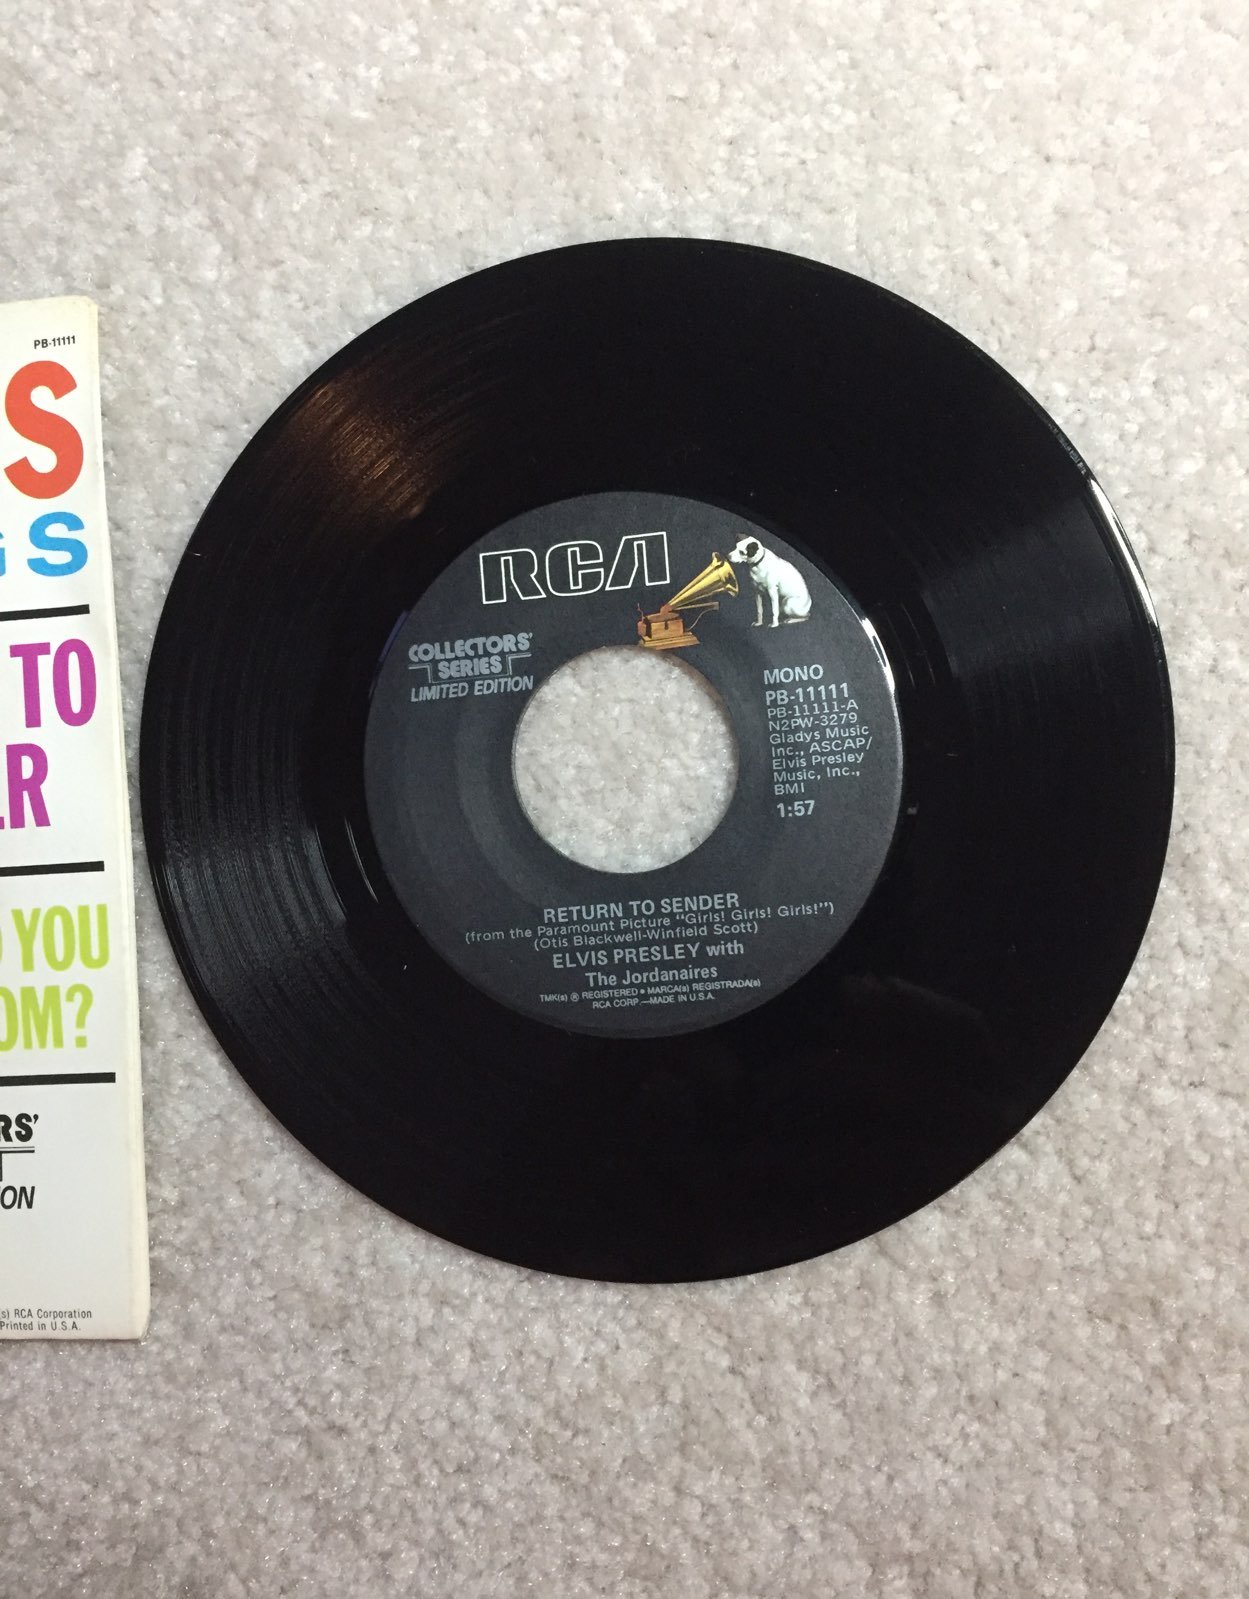 PB-11111
S
GS
TO
ER
YOU
OM?
RS'
ION
(s) RCA Corporation
Printed in U.S.A.
RCA
COLLECTORS'
SERIES
LIMITED EDITION
MONO
PB-11111
PB-11111-A
N2PW-3279
Gladys Music
Inc., ASCAP/
Elvis Presley
Music, Inc.,
BMI
1:57
RETURN TO SENDER
(from the Paramount Picture "Girls! Girls! Girls!")
(Otis Blackwell-Winfield Scott)
ELVIS PRESLEY with
The Jordanaires
TMK(s) ® REGISTERED • MARCA(s) REGISTRADA(s)
RCA CORP.—MADE IN U.S.A.